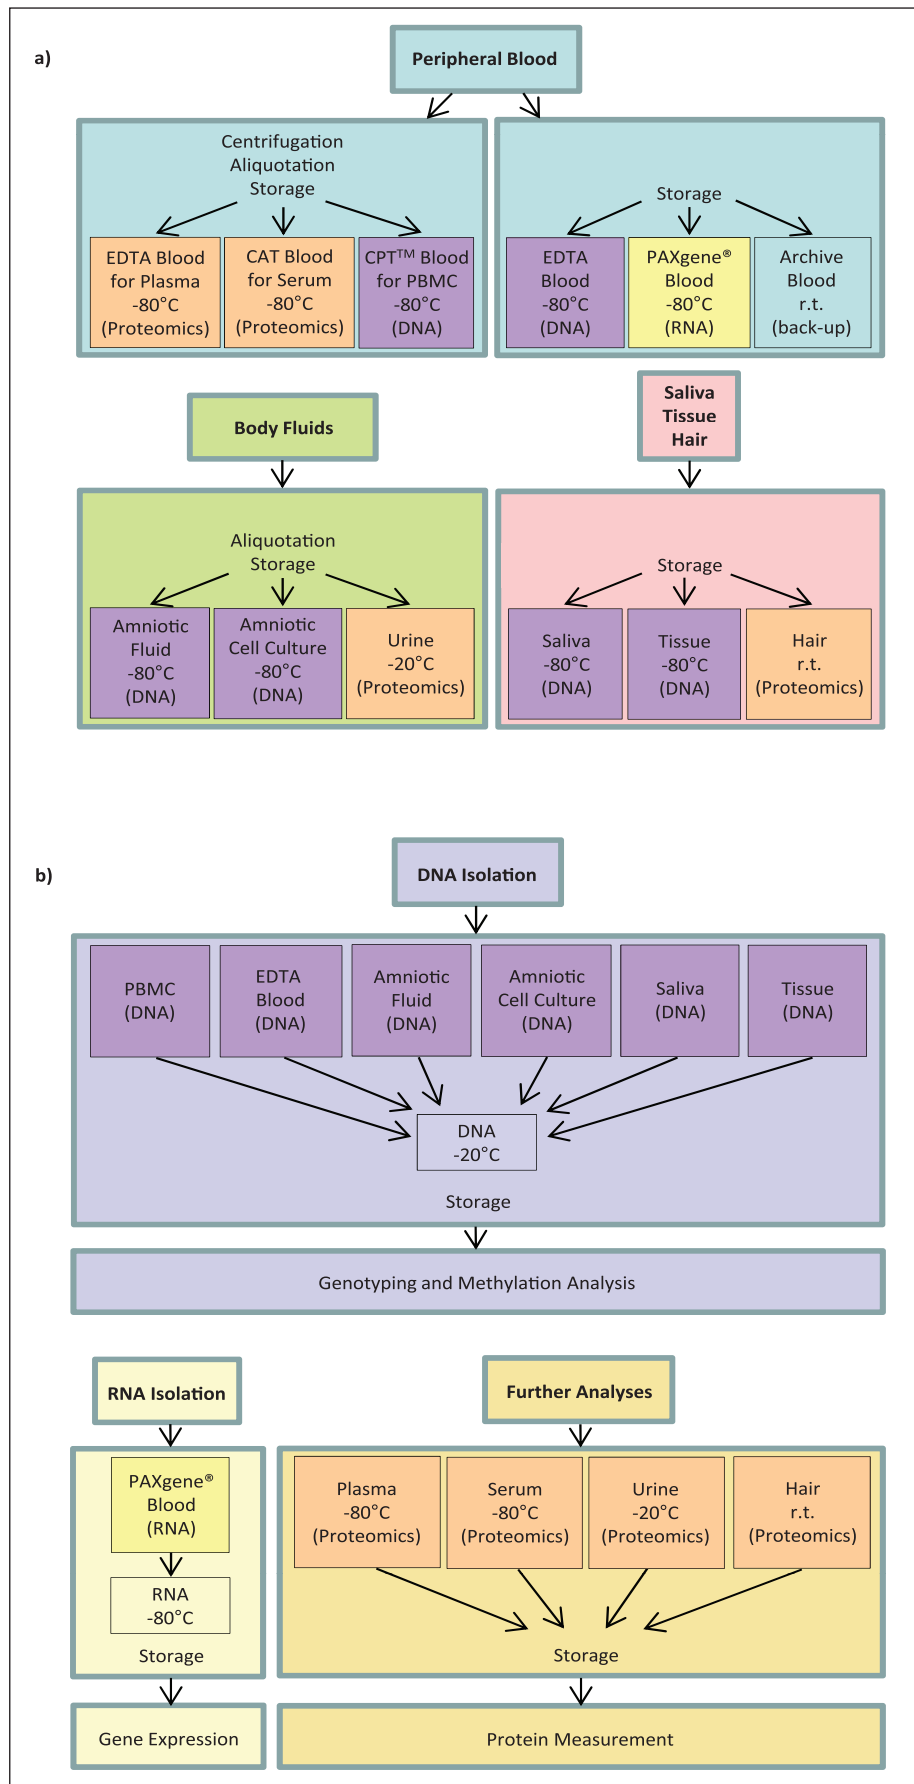 a)
Peripheral Blood
Centrifugation
Aliquotation
Storage
EDTA Blood
for Plasma
-80°C
(Proteomics)
CAT Blood
for Serum
-80°C
(Proteomics)
CPT™ Blood
for PBMC
-80°C
(DNA)
Storage
EDTA
Blood
-80°C
(DNA)
PAXgene®
Blood
-80°C
(RNA)
Archive
Blood
r.t.
(back-up)
Body Fluids
Aliquotation
Storage
Amniotic
Fluid
-80°C
(DNA)
Amniotic
Cell Culture
-80°C
(DNA)
Urine
-20°C
(Proteomics)
Saliva
Tissue
Hair
Storage
Saliva
-80°C
(DNA)
Tissue
-80°C
(DNA)
Hair
r.t.
(Proteomics)
b)
DNA Isolation
PBMC
(DNA)
EDTA
Blood
(DNA)
Amniotic
Fluid
(DNA)
Amniotic
Cell Culture
(DNA)
Saliva
(DNA)
Tissue
(DNA)
DNA
-20°C
Storage
Genotyping and Methylation Analysis
RNA Isolation
PAXgene®
Blood
(RNA)
RNA
-80°C
Storage
Gene Expression
Further Analyses
Plasma
-80°C
(Proteomics)
Serum
-80°C
(Proteomics)
Urine
-20°C
(Proteomics)
Hair
r.t.
(Proteomics)
Storage
Protein Measurement